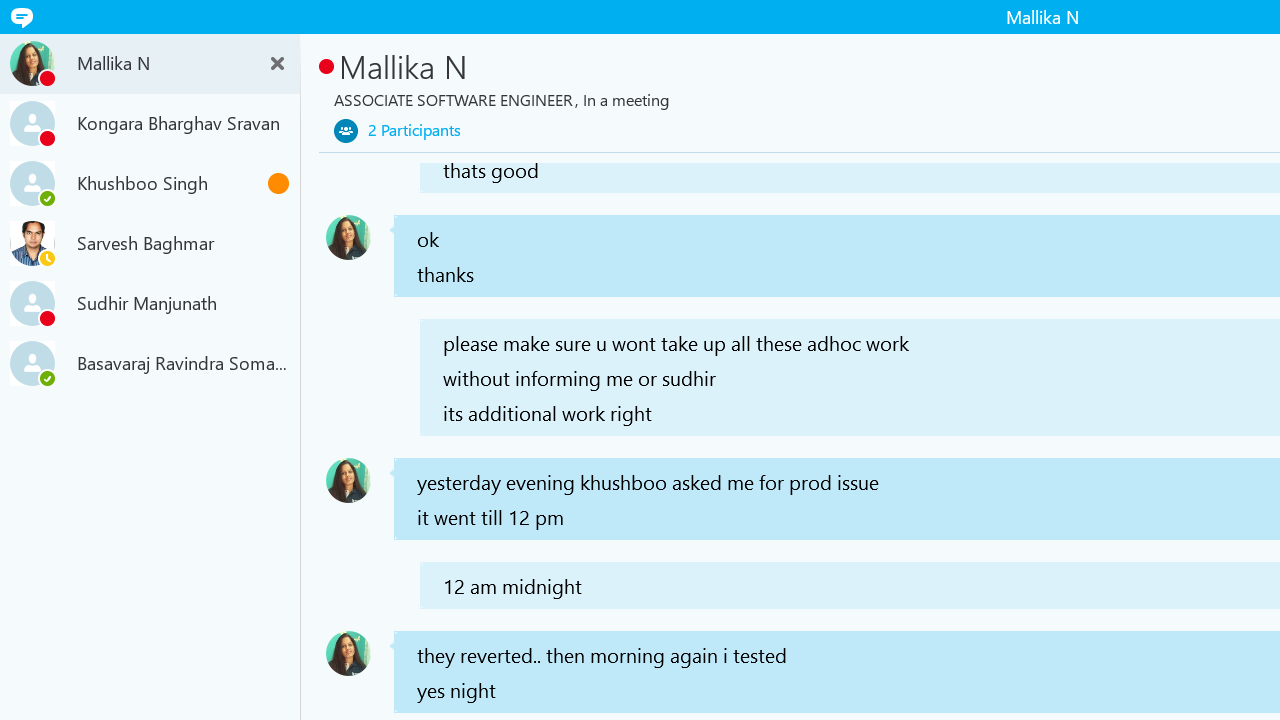 Mallika N
Mallika N
Kongara Bharghav Sravan
Khushboo Singh
Sarvesh Baghmar
Sudhir Manjunath
Basavaraj Ravindra Soma...
Mallika N
ASSOCIATE SOFTWARE ENGINEER, In a meeting
2 Participants
thats good
ok
thanks
please make sure u wont take up all these adhoc work
without informing me or sudhir
its additional work right
yesterday evening khushboo asked me for prod issue
it went till 12 pm
12 am midnight
they reverted.. then morning again i tested
yes night